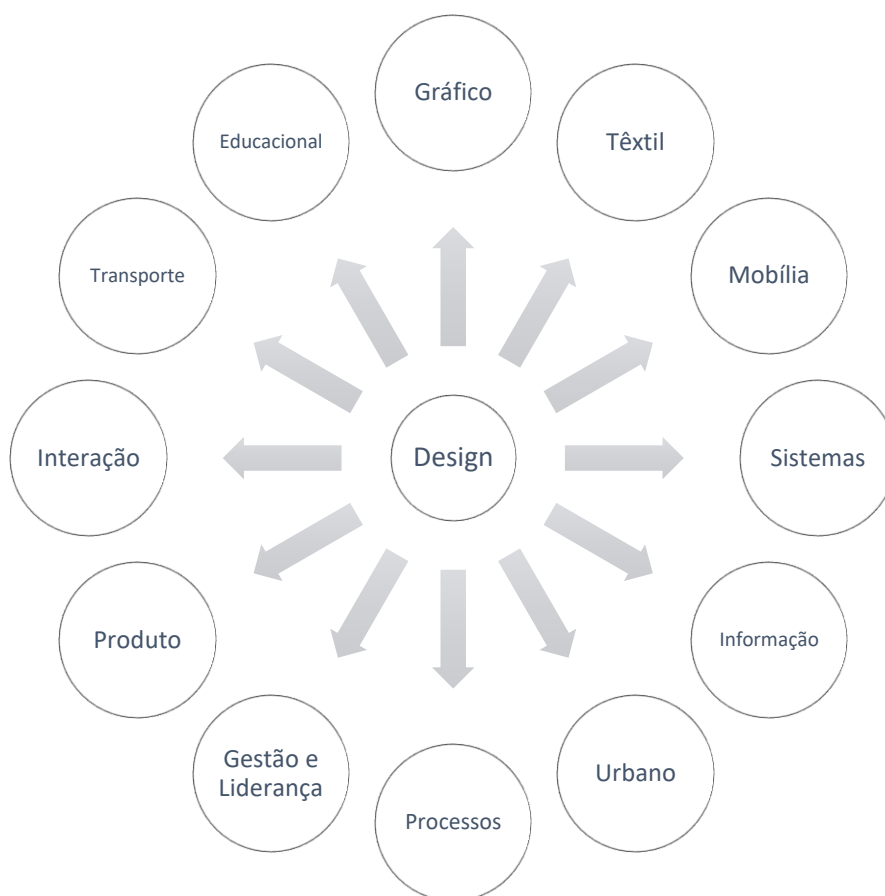 Gráfico
Educacional
Têxtil
Transporte
Mobília
Interação
Design
Sistemas
Produto
Informação
Gestão e
Liderança
Urbano
Processos